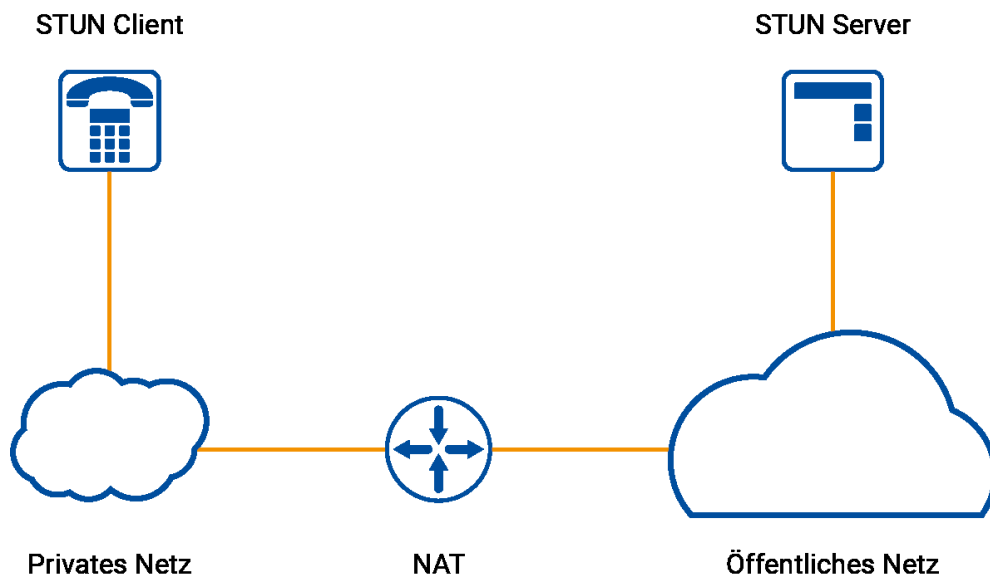 STUN Client
STUN Server
Privates Netz
NAT
Öffentliches Netz